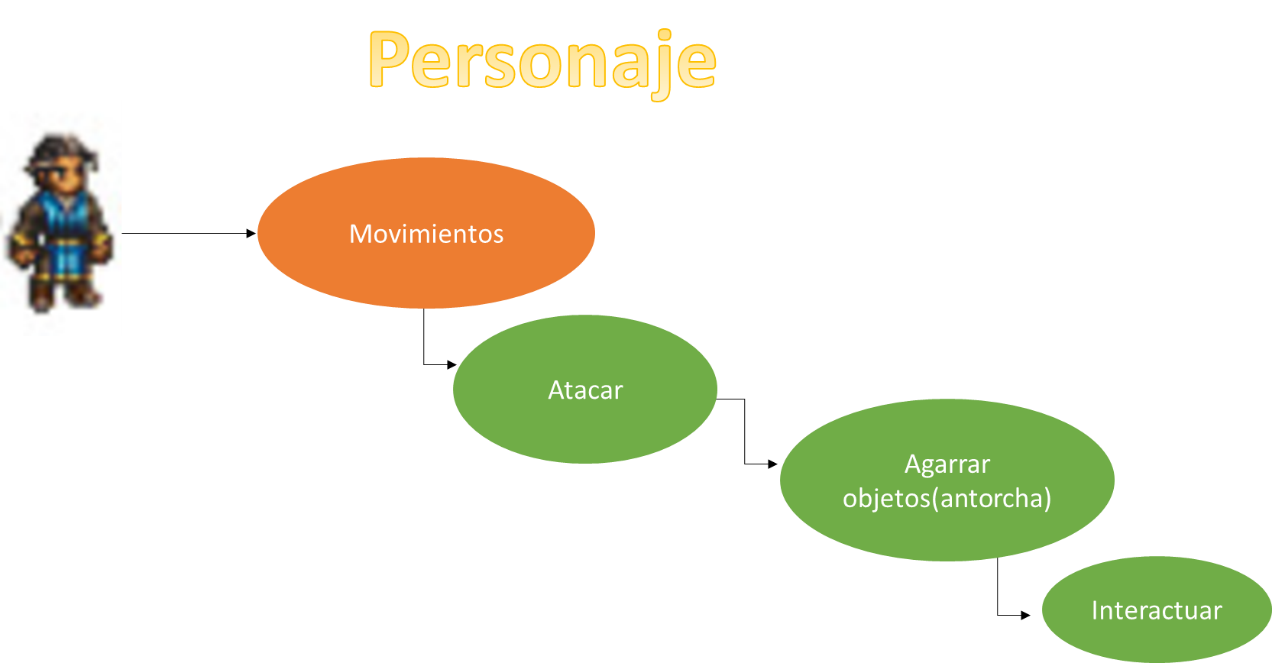 Personaje
Movimientos
Atacar
Agarrar
objetos(antorcha)
Interactuar